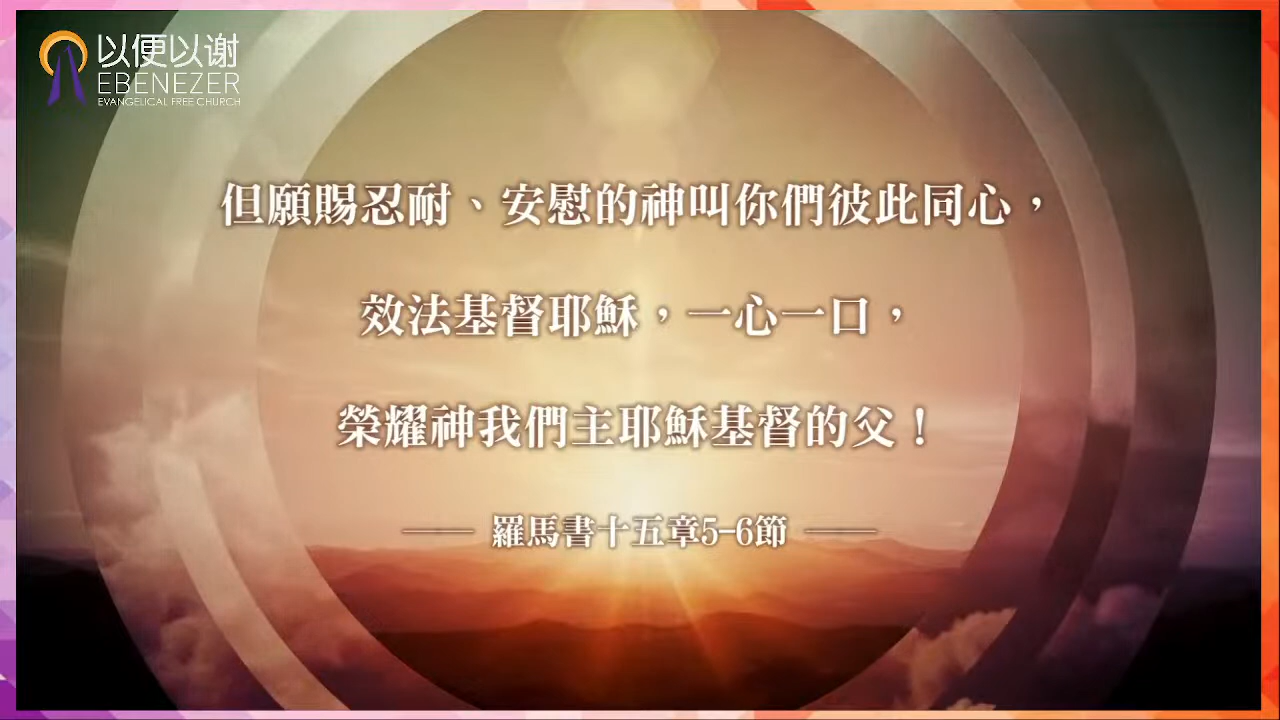 以便以谢
EBENEZER
EVANGELICAL FREE CHURCH
但願賜忍耐、安慰的神叫你們彼此同心，
效法基督耶穌，一心一口，
榮耀神我們主耶穌基督的父！
—— 羅馬書十五章5-6節 ——